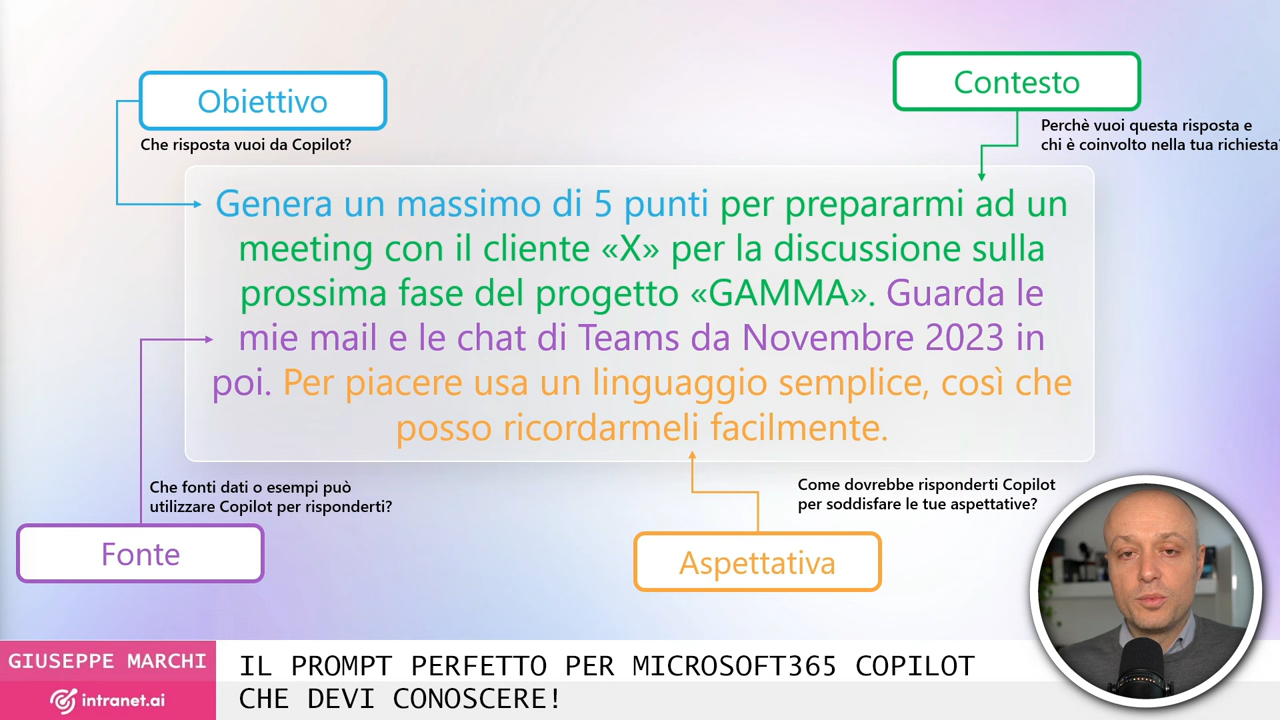 Obiettivo
Che risposta vuoi da Copilot?
Contesto
Perchè vuoi questa risposta e
chi è coinvolto nella tua richiesta?
Genera un massimo di 5 punti per prepararmi ad un
meeting con il cliente «X» per la discussione sulla
prossima fase del progetto «GAMMA». Guarda le
mie mail e le chat di Teams da Novembre 2023 in
poi. Per piacere usa un linguaggio semplice, così che
posso ricordarmeli facilmente.
Che fonti dati o esempi può
utilizzare Copilot per risponderti?
Fonte
Come dovrebbe risponderti Copilot
per soddisfare le tue aspettative?
Aspettativa
GIUSEPPE MARCHI
intranet.ai
IL PROMPT PERFETTO PER MICROSOFT365 COPILOT
CHE DEVI CONOSCERE!